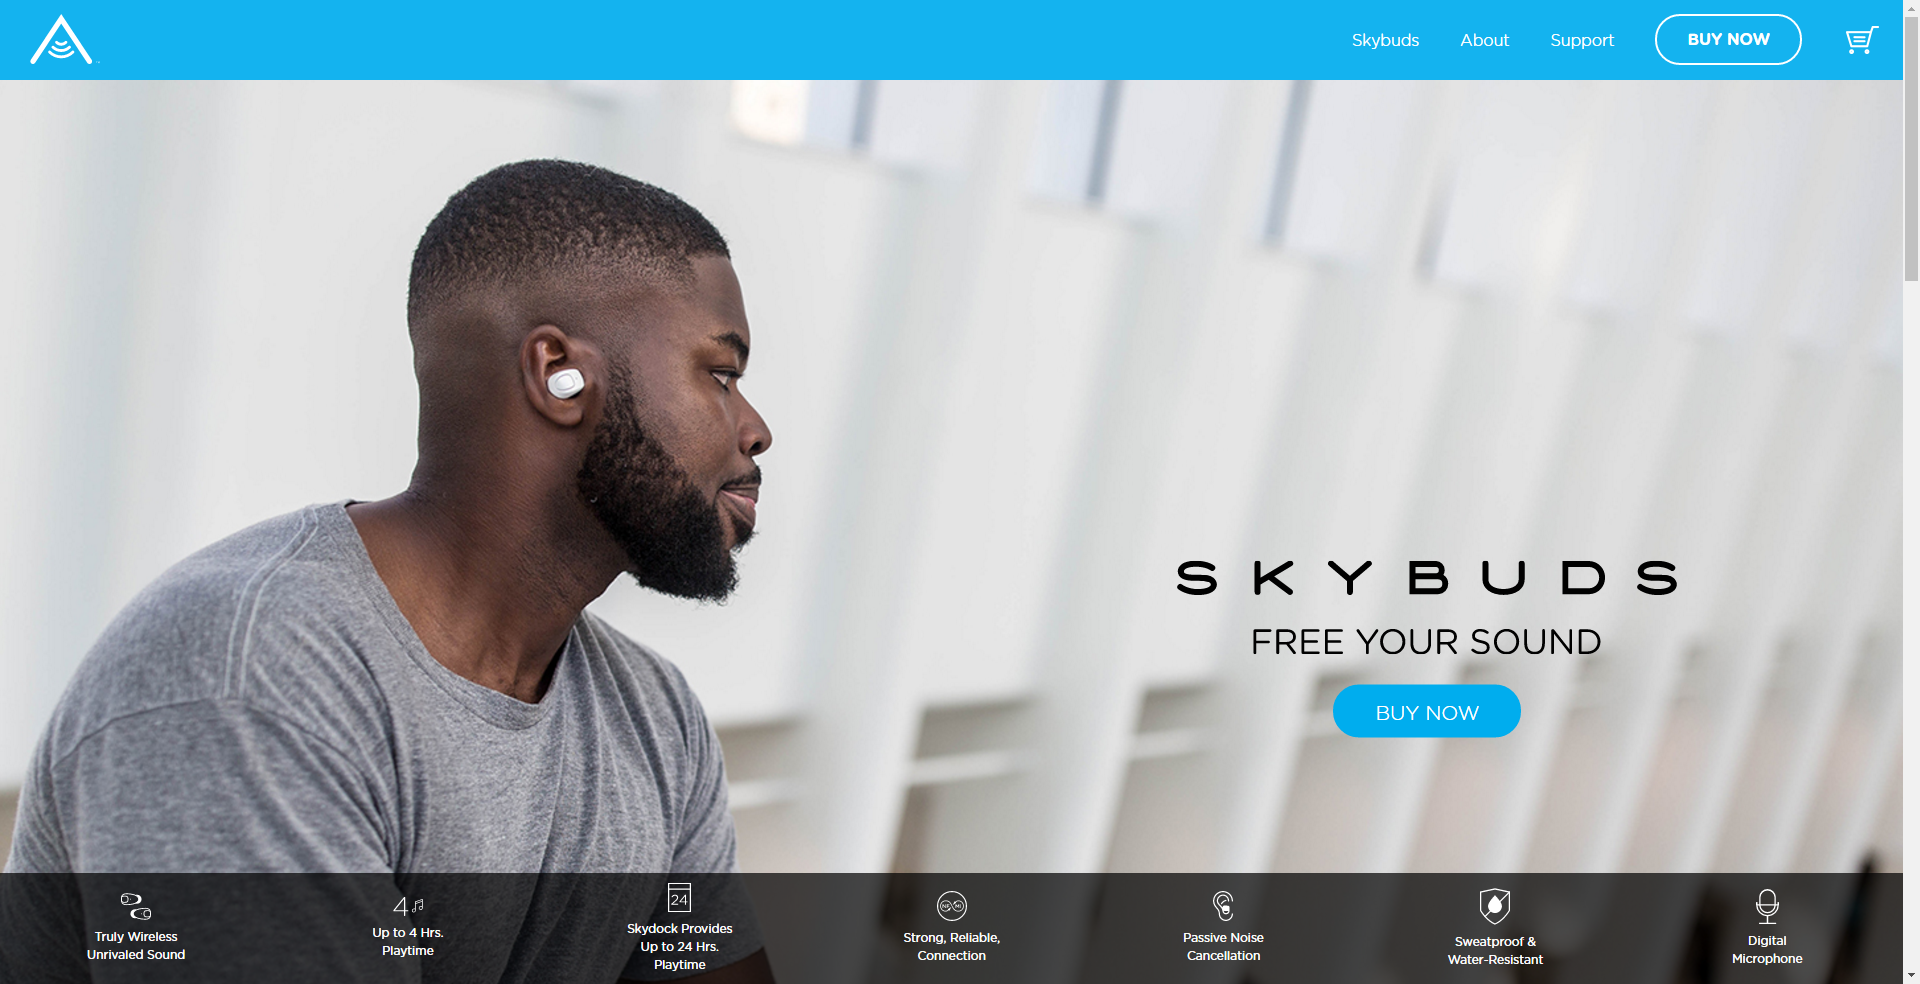 Skybuds
About
Support
BUY NOW
SKYBUDS
FREE YOUR SOUND
BUY NOW
Truly Wireless
Unrivaled Sound
4
Up to 4 Hrs.
Playtime
24
Skydock Provides
Up to 24 Hrs.
Playtime
Strong, Reliable,
Connection
Passive Noise
Cancellation
Sweatproof &
Water-Resistant
Digital
Microphone